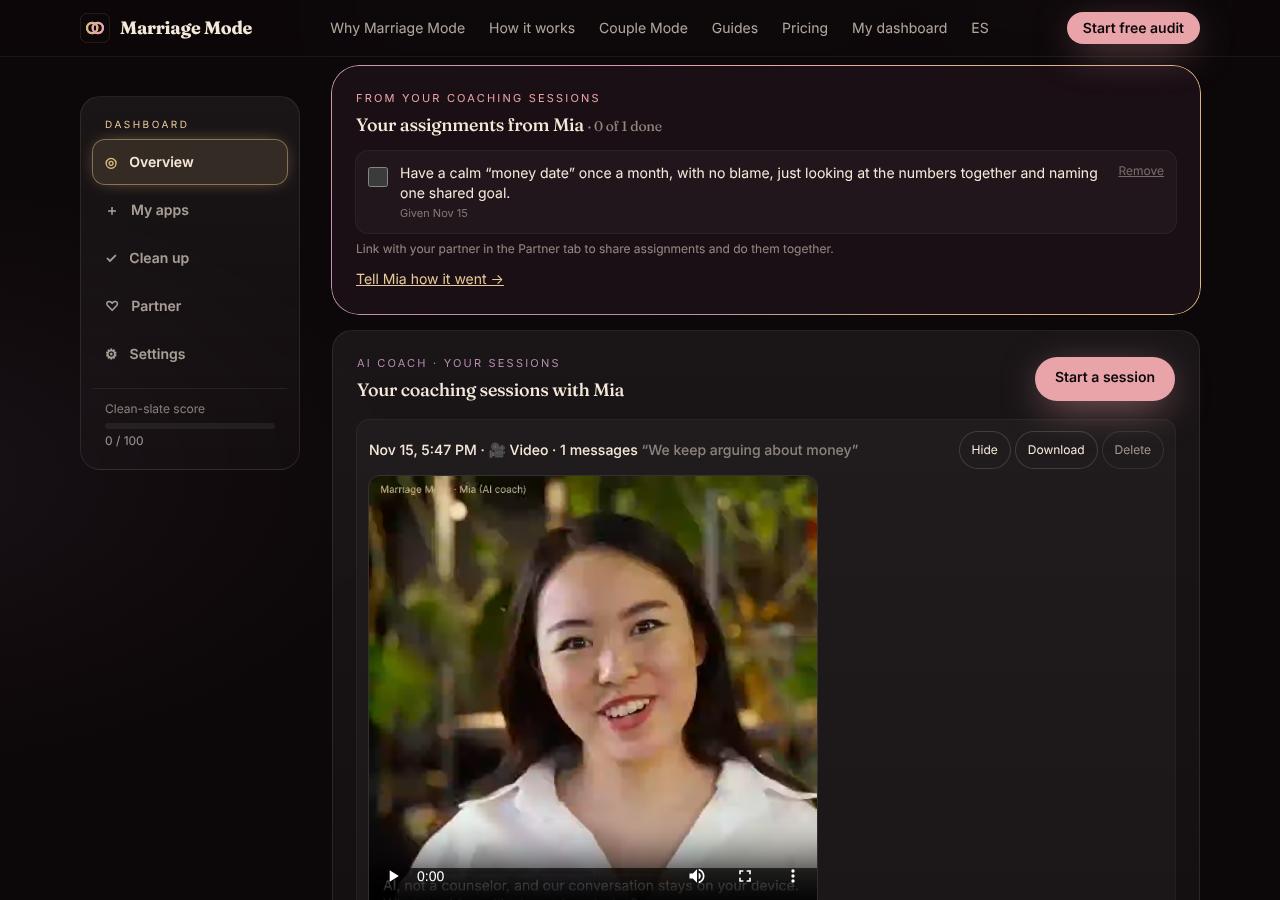 Marriage Mode
Why Marriage Mode
How it works
Couple Mode
Guides
Pricing
My dashboard
ES
Start free audit
DASHBOARD
Overview
My apps
Clean up
Partner
Settings
Clean-slate score
0 / 100
FROM YOUR COACHING SESSIONS
Your assignments from Mia · 0 of 1 done
Have a calm “money date” once a month, with no blame, just looking at the numbers together and naming
one shared goal.
Remove
Given Nov 15
Link with your partner in the Partner tab to share assignments and do them together.
Tell Mia how it went →
AI COACH · YOUR SESSIONS
Your coaching sessions with Mia
Start a session
Nov 15, 5:47 PM · 🎥 Video · 1 messages “We keep arguing about money”
Hide
Download
Delete
Marriage · Mia (AI coach)
0:00
AI, not a counselor, and our conversation stays on your device.